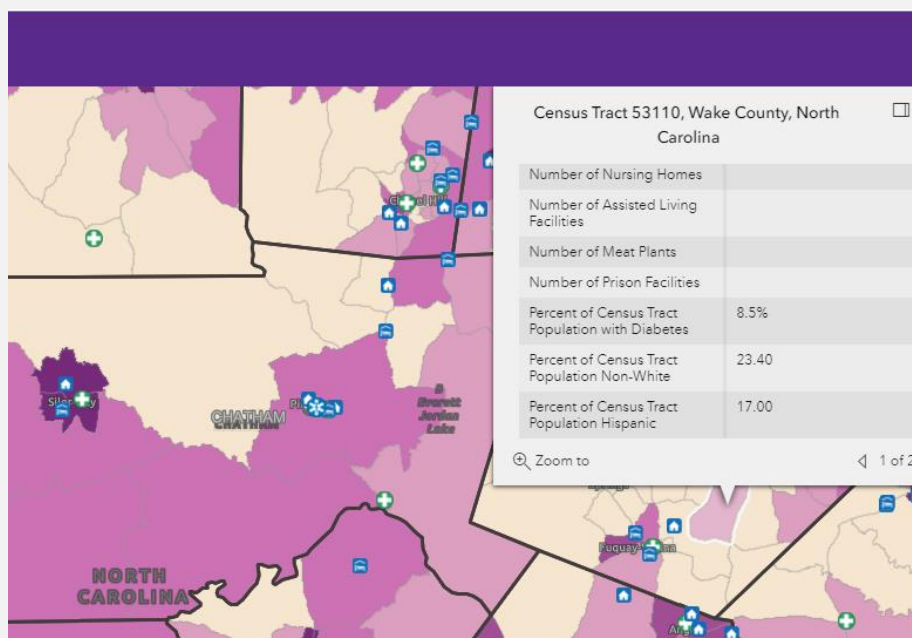 Census Tract 53110, Wake County, North
Carolina
Number of Nursing Homes
Number of Assisted Living
Facilities
Number of Meat Plants
Number of Prison Facilities
Percent of Census Tract
Population with Diabetes
8.5%
Percent of Census Tract
Population Non-White
23.40
Percent of Census Tract
Population Hispanic
17.00
Zoom to
1 of 2
CHATHAM
CHATHAM
B
Everett
Jordan
Lake
NORTH
CAROLINA